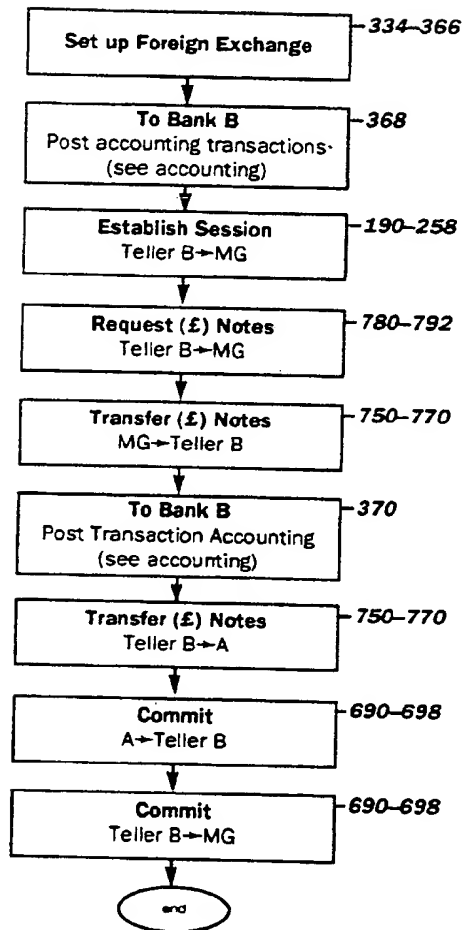 Set up Foreign Exchange
334–366
To Bank B
368
Post accounting transactions·
(see accounting)
Establish Session
190–258
Teller B→MG
Request (£) Notes
780–792
Teller B→MG
Transfer (£) Notes
750–770
MG→Teller B
To Bank B
370
Post Transaction Accounting
(see accounting)
Transfer (£) Notes
750–770
Teller B→A
Commit
690–698
A→Teller B
Commit
690–698
Teller B→MG
end